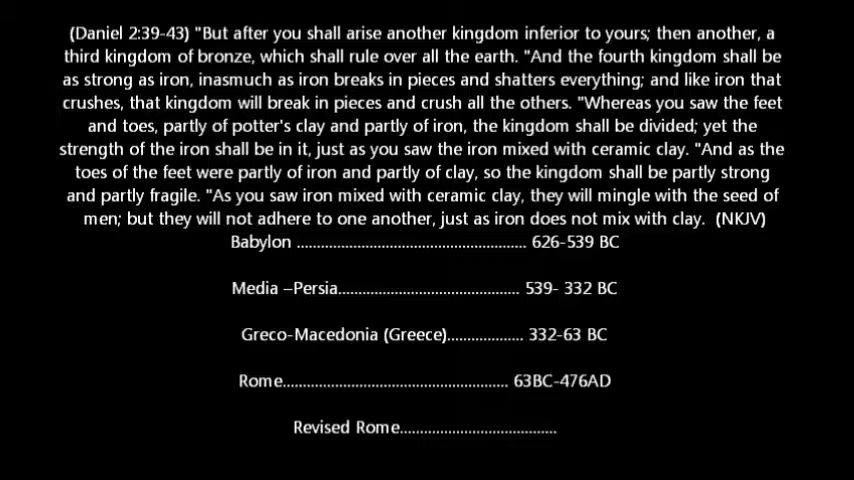 (Daniel 2:39-43) "But after you shall arise another kingdom inferior to yours; then another, a
third kingdom of bronze, which shall rule over all the earth. "And the fourth kingdom shall be
as strong as iron, inasmuch as iron breaks in pieces and shatters everything; and like iron that
crushes, that kingdom will break in pieces and crush all the others. "Whereas you saw the feet
and toes, partly of potter's clay and partly of iron, the kingdom shall be divided; yet the
strength of the iron shall be in it, just as you saw the iron mixed with ceramic clay. "And as the
toes of the feet were partly of iron and partly of clay, so the kingdom shall be partly strong
and partly fragile. "As you saw iron mixed with ceramic clay, they will mingle with the seed of
men; but they will not adhere to one another, just as iron does not mix with clay. (NKJV)
Babylon ......................................................... 626-539 BC
Media –Persia............................................. 539- 332 BC
Greco-Macedonia (Greece)................... 332-63 BC
Rome........................................................ 63BC-476AD
Revised Rome.......................................